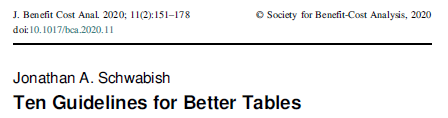 J. Benefit Cost Anal. 2020; 11(2):151–178 © Society for Benefit-Cost Analysis, 2020
doi:10.1017/bca.2020.11
Jonathan A. Schwabish
Ten Guidelines for Better Tables